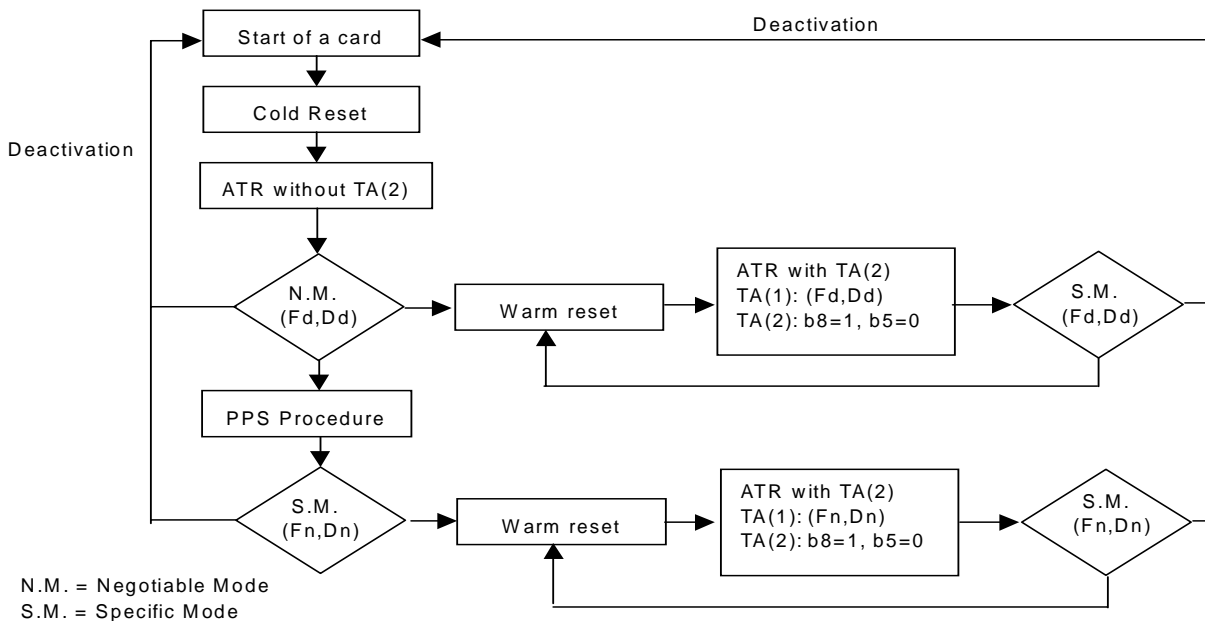 Deactivation
Start of a card
Cold Reset
Deactivation
ATR without TA(2)
N.M.
(Fd,Dd)
Warm reset
ATR with TA(2)
TA(1): (Fd,Dd)
TA(2): b8=1, b5=0
S.M.
(Fd,Dd)
PPS Procedure
S.M.
(Fn,Dn)
Warm reset
ATR with TA(2)
TA(1): (Fn,Dn)
TA(2): b8=1, b5=0
S.M.
(Fn,Dn)
N.M. = Negotiable Mode
S.M. = Specific Mode